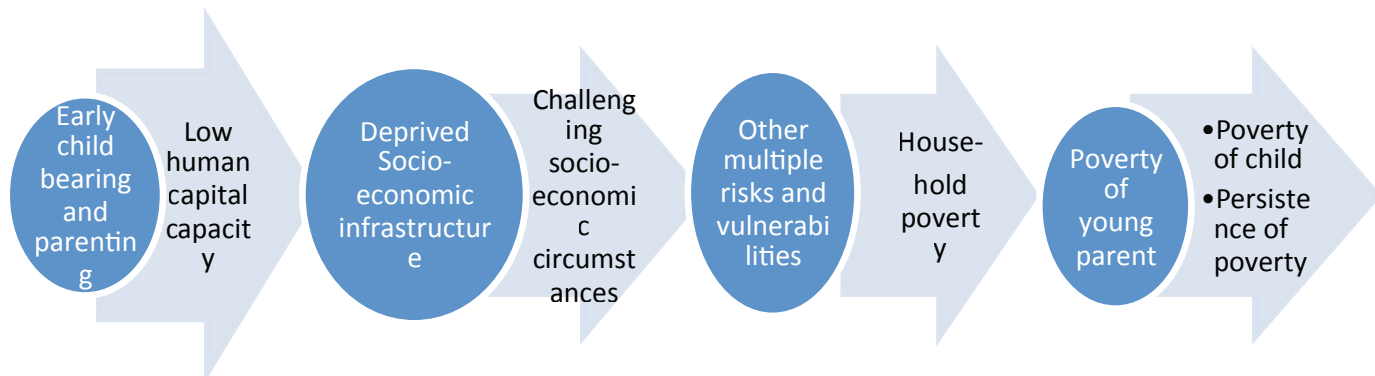 Early
child
bearing
and
parentin
g
Low
human
capital
capacit
y
Deprived
Socio-
economic
infrastructur
e
Challeng
ing
socio-
economi
c
circumst
ances
Other
multiple
risks and
vulnerabi
lities
House-
hold
povert
y
Poverty
of
young
parent
•Poverty
of child
•Persiste
nce of
poverty